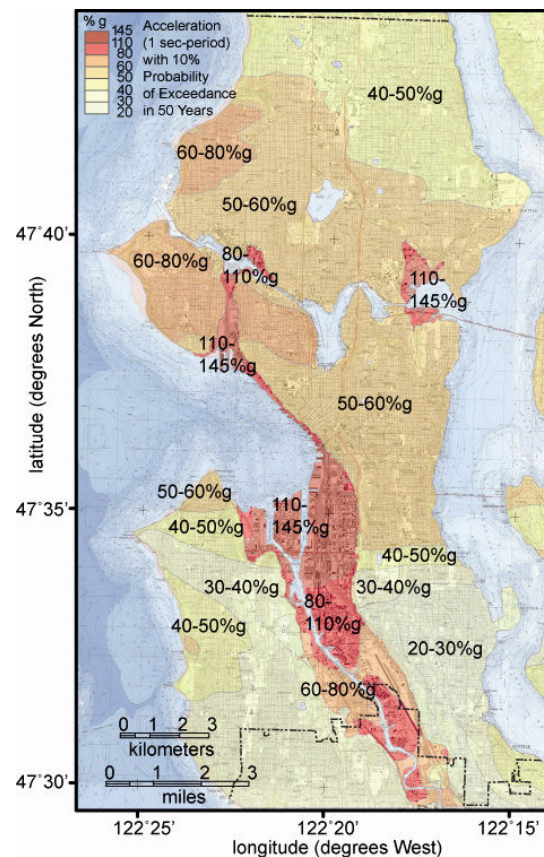 % g
145
110
80
60
50
40
30
20
Acceleration
(1 sec-period)
with 10%
Probability
of Exceedance
in 50 Years
40-50%g
60-80%g
50-60%g
47°40'
60-80%g
80-
110%g
110-
145%g
110-
145%g
50-60%g
latitude (degrees North)
50-60%g
110-
145%g
47°35'
40-50%g
40-50%g
30-40%g
30-40%g
80-
110%g
40-50%g
20-30%g
60-80%g
0 1 2 3
kilometers
0 1 2 3
miles
47°30'
122°25'
122°20'
122°15'
longitude (degrees West)